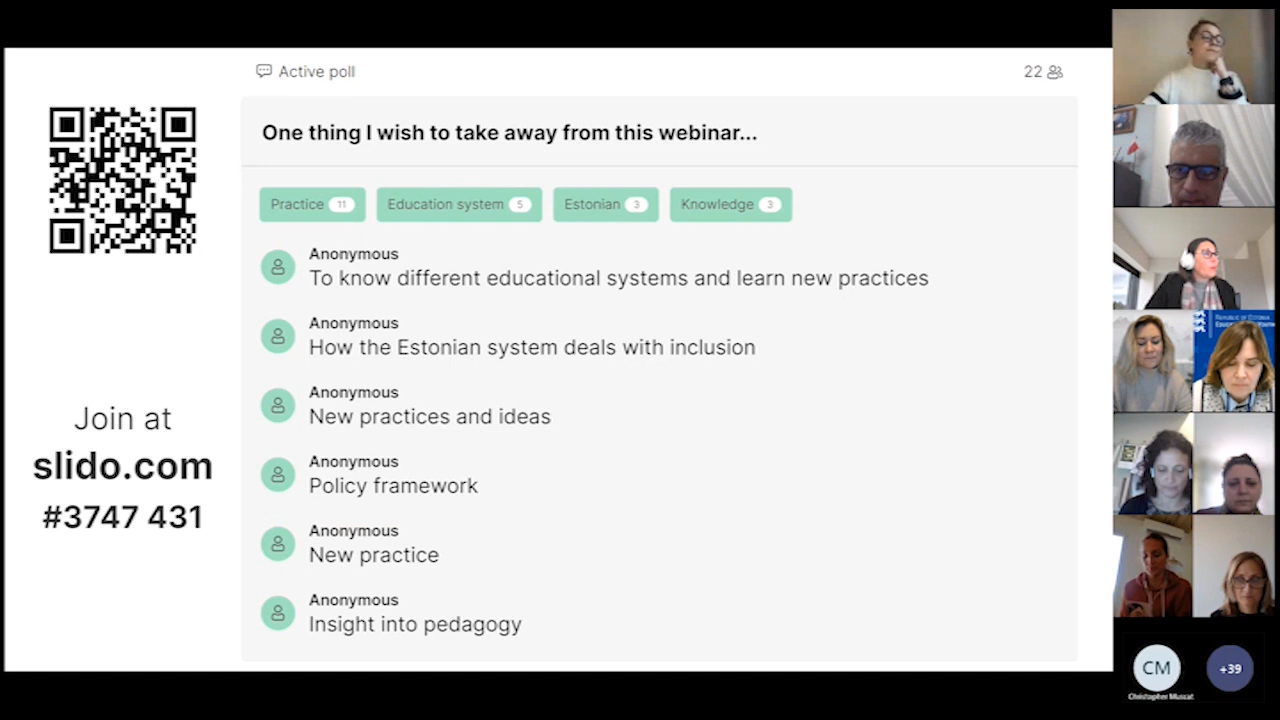 Active poll
22
One thing I wish to take away from this webinar...
Practice 11
Education system 5
Estonian 3
Knowledge 3
Anonymous
To know different educational systems and learn new practices
Anonymous
How the Estonian system deals with inclusion
Anonymous
New practices and ideas
Anonymous
Policy framework
Anonymous
New practice
Anonymous
Insight into pedagogy
Join at
slido.com
#3747 431
REPUBLIC OF ESTONIA
CM
Christopher Muscat
+39